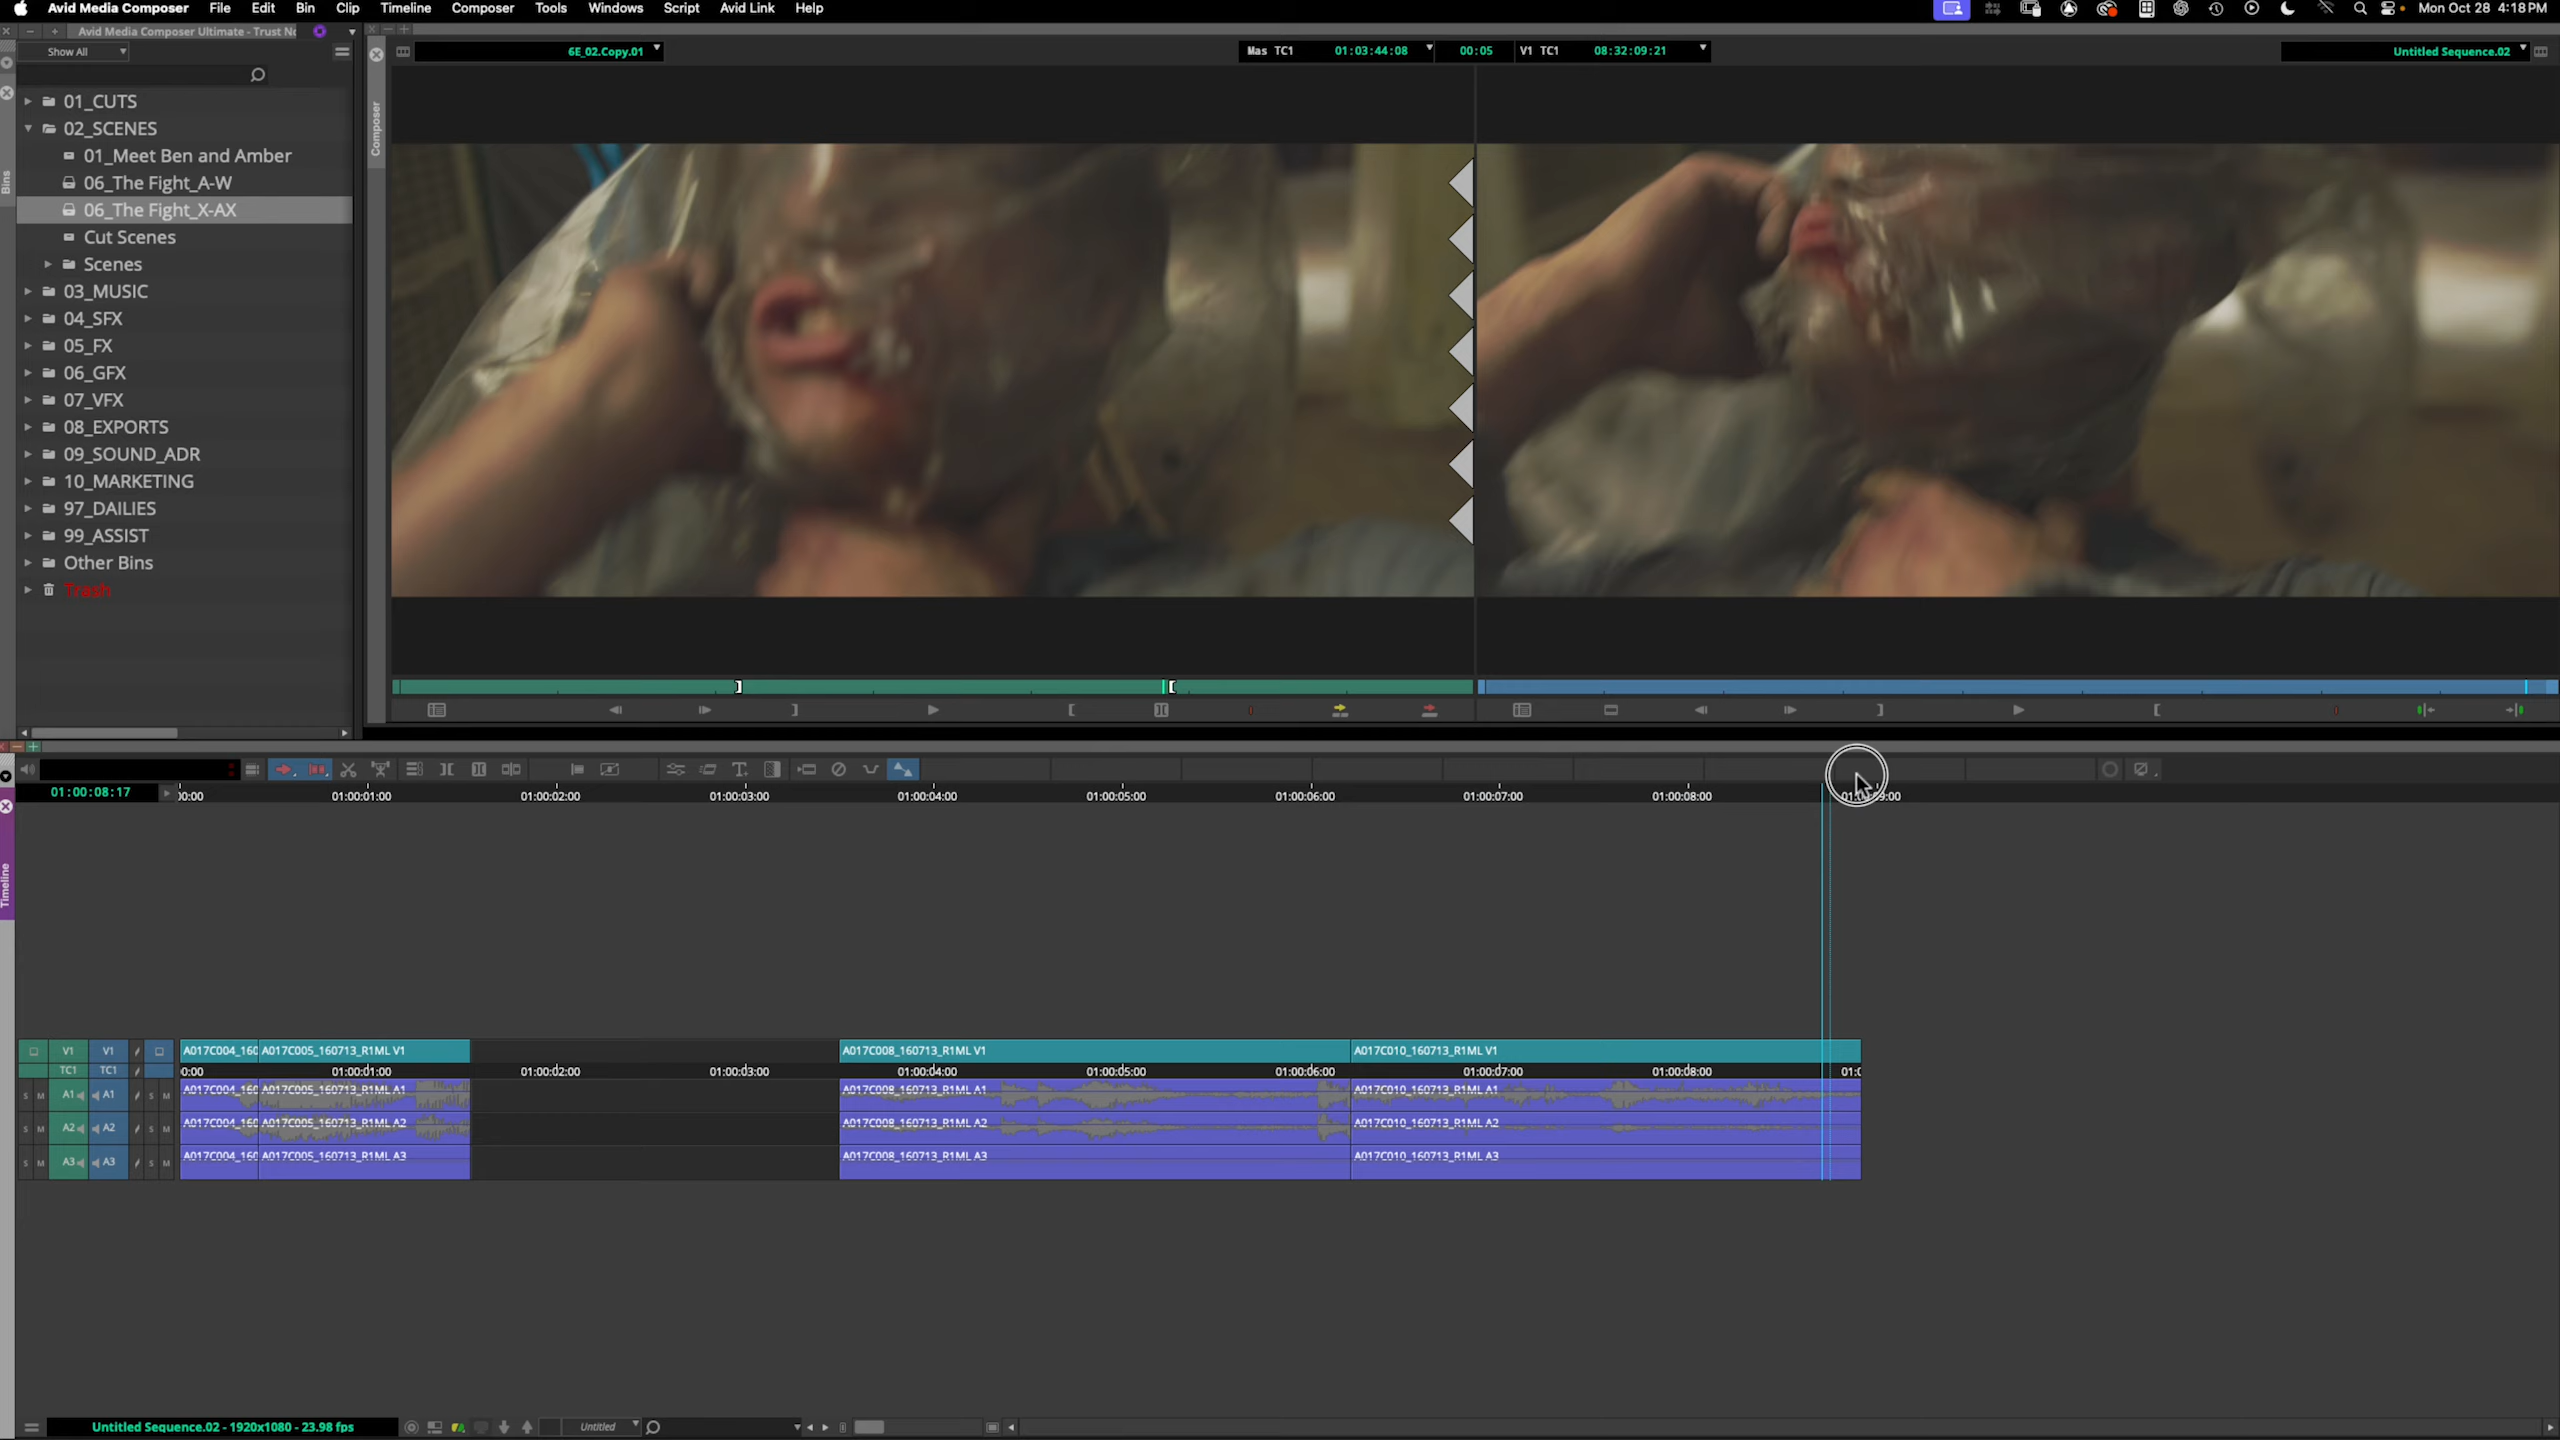 Avid Media Composer File Edit Bin Clip Timeline Composer Tools Windows Script Avid Link Help
Mon Oct 28 4:18 PM
Avid Media Composer Ultimate - Trust No
Show All
01_CUTS
02_SCENES
01_Meet Ben and Amber
06_The Fight_A-W
06_The Fight_X-AX
Cut Scenes
Scenes
03_MUSIC
04_SFX
05_FX
06_GFX
07_VFX
08_EXPORTS
09_SOUND_ADR
10_MARKETING
97_DAILIES
99_ASSIST
Other Bins
Trash
Bins
Composer
6E_02.Copy.01
Mas TC1 01:03:44:08 00:05 V1 TC1 08:32:09:21
Untitled Sequence.02
Timeline
01:00:08:17
0:00 01:00:01:00 01:00:02:00 01:00:03:00 01:00:04:00 01:00:05:00 01:00:06:00 01:00:07:00 01:00:08:00
V1 V1 A017C004_160 A017C005_160713_R1ML V1 A017C008_160713_R1ML V1 A017C010_160713_R1ML V1
TC1 TC1 0:00 01:00:01:00 01:00:02:00 01:00:03:00 01:00:04:00 01:00:05:00 01:00:06:00 01:00:07:00 01:00:08:00 01:0
S M A1 A1 S M A017C004_160 A017C005_160713_R1ML A1 A017C008_160713_R1ML A1 A017C010_160713_R1ML A1
A2 A2 A017C004_160 A017C005_160713_R1ML A2 A017C008_160713_R1ML A2 A017C010_160713_R1ML A2
S M A3 A3 S M A017C004_160 A017C005_160713_R1ML A3 A017C008_160713_R1ML A3 A017C010_160713_R1ML A3
Untitled Sequence.02 - 1920x1080 - 23.98 fps
Untitled